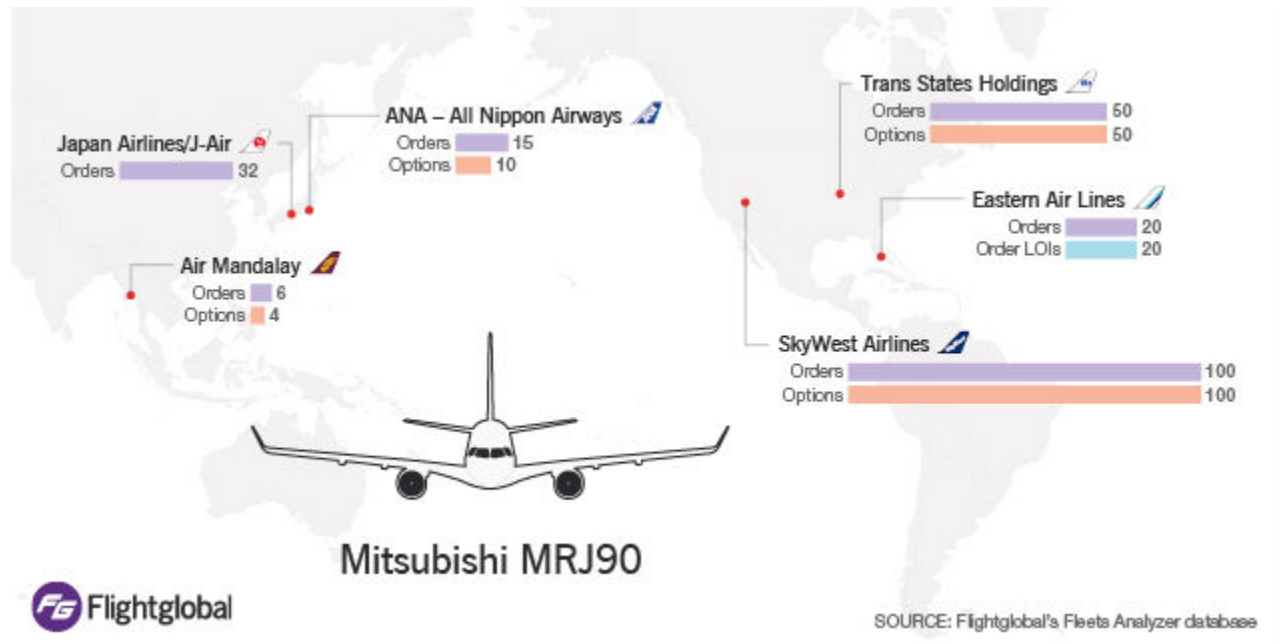 Trans States Holdings
Orders 50
Options 50
ANA – All Nippon Airways
Orders 15
Options 10
Japan Airlines/J-Air
Orders 32
Eastern Air Lines
Orders 20
Order LOIs 20
Air Mandalay
Orders 6
Options 4
SkyWest Airlines
Orders 100
Options 100
Mitsubishi MRJ90
FG Flightglobal
SOURCE: Flightglobal's Fleets Analyzer database